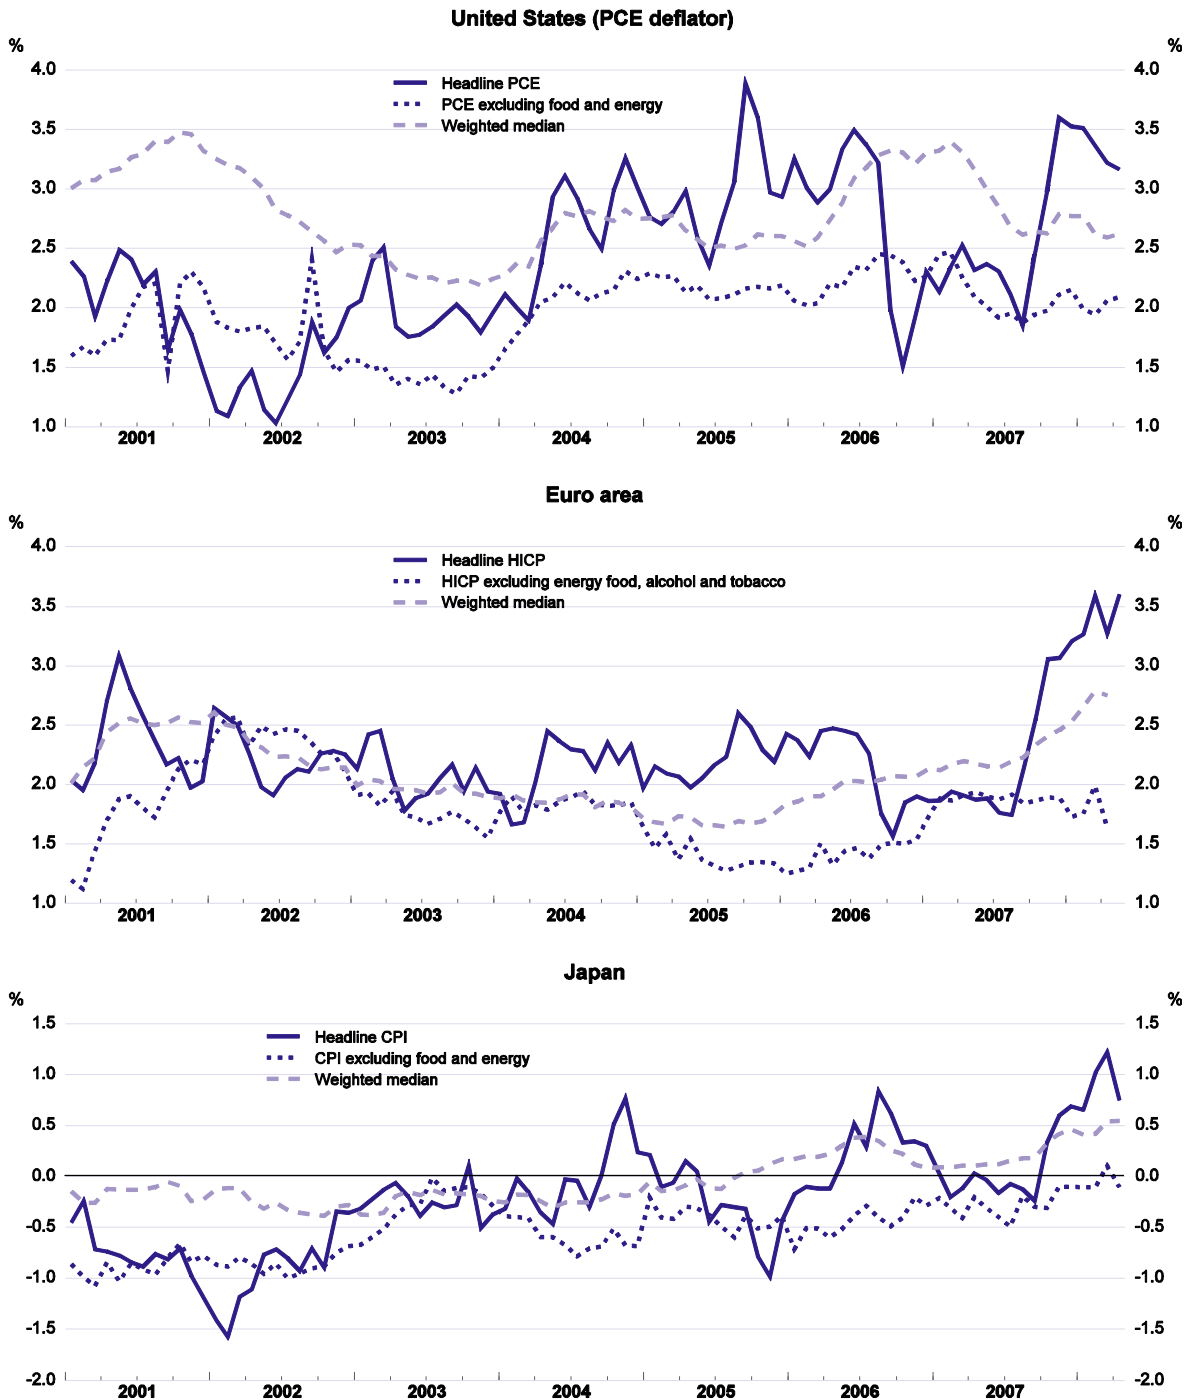 United States (PCE deflator)
% %
4.0 4.0
Headline PCE
PCE excluding food and energy
Weighted median
3.5 3.5
3.0 3.0
2.5 2.5
2.0 2.0
1.5 1.5
1.0 1.0
2001 2002 2003 2004 2005 2006 2007
Euro area
% %
4.0 4.0
Headline HICP
HICP excluding energy food, alcohol and tobacco
Weighted median
3.5 3.5
3.0 3.0
2.5 2.5
2.0 2.0
1.5 1.5
1.0 1.0
2001 2002 2003 2004 2005 2006 2007
Japan
% %
1.5 1.5
Headline CPI
CPI excluding food and energy
Weighted median
1.0 1.0
0.5 0.5
0.0 0.0
-0.5 -0.5
-1.0 -1.0
-1.5 -1.5
-2.0 -2.0
2001 2002 2003 2004 2005 2006 2007